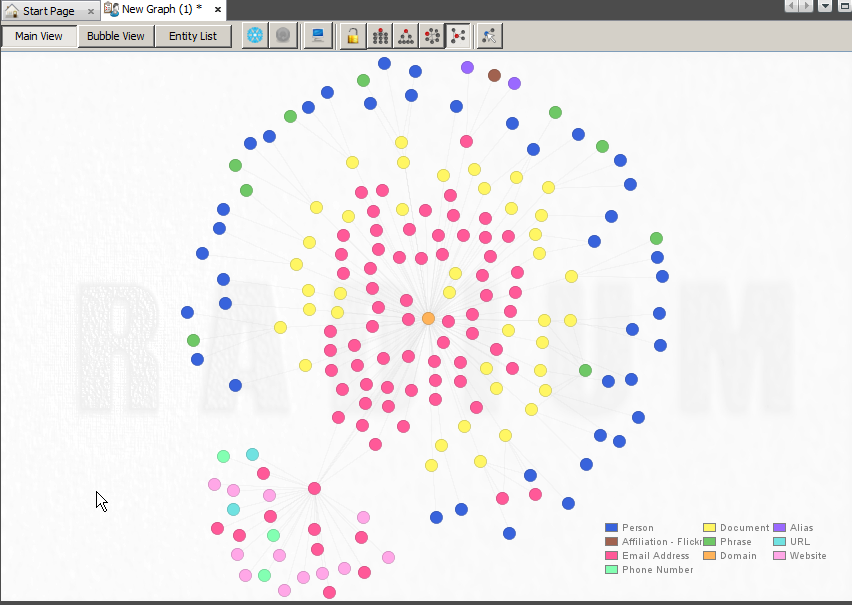 Start Page
New Graph (1) *
Main View
Bubble View
Entity List
RADIUM
Person
Document
Alias
Affiliation - Flickr
Phrase
URL
Email Address
Domain
Website
Phone Number